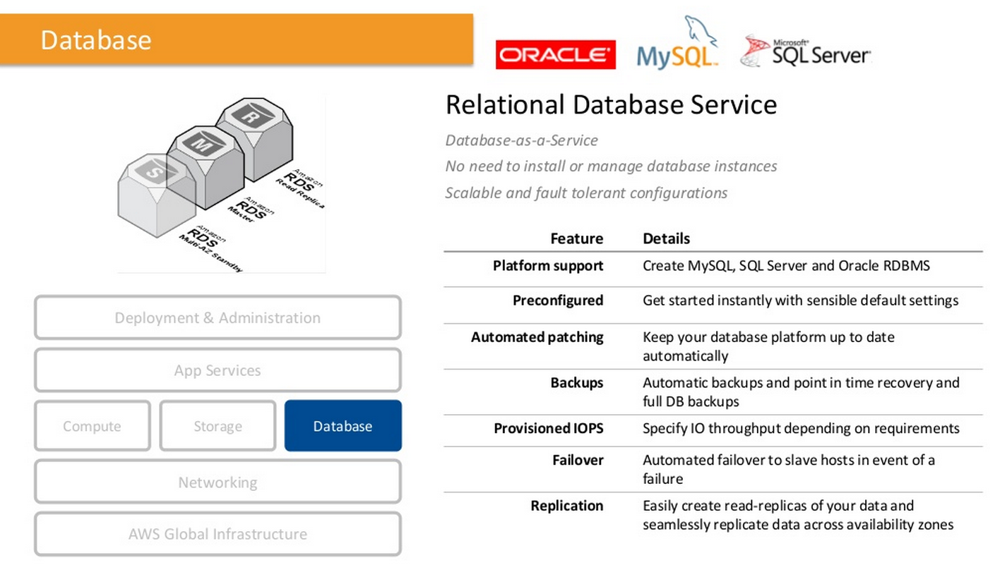 Database
ORACLE®
MySQL™
Microsoft®
SQL Server®
R
Amazon
RDS
Read Replica
M
Amazon
RDS
Master
S
Amazon
RDS
Multi-AZ Standby
Deployment & Administration
App Services
Compute Storage Database
Networking
AWS Global Infrastructure
Relational Database Service
Database-as-a-Service
No need to install or manage database instances
Scalable and fault tolerant configurations
Feature Details
Platform support Create MySQL, SQL Server and Oracle RDBMS
Preconfigured Get started instantly with sensible default settings
Automated patching Keep your database platform up to date
automatically
Backups Automatic backups and point in time recovery and
full DB backups
Provisioned IOPS Specify IO throughput depending on requirements
Failover Automated failover to slave hosts in event of a
failure
Replication Easily create read-replicas of your data and
seamlessly replicate data across availability zones